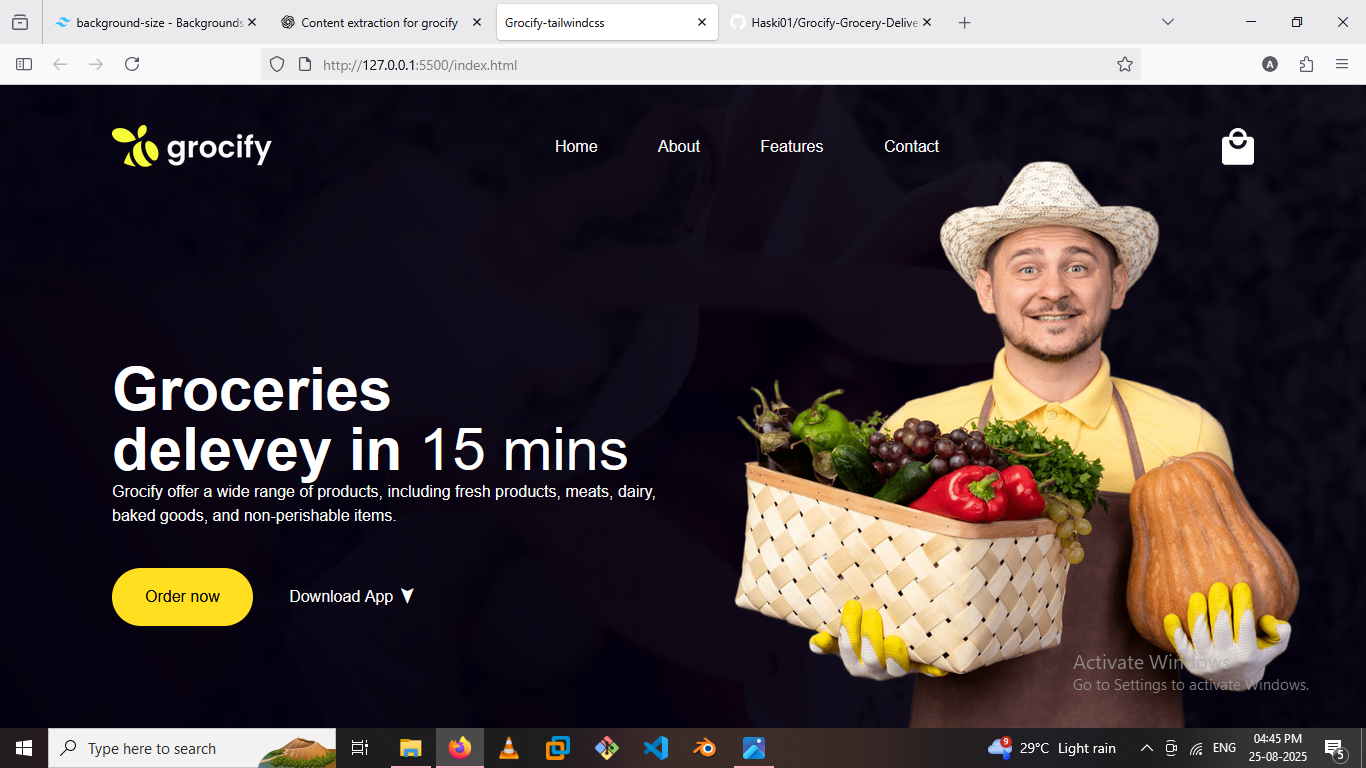 background-size - Backgrounds
Content extraction for grocify
Grocify-tailwindcss
Haski01/Grocify-Grocery-Delive
http://127.0.0.1:5500/index.html
A
grocify
Home
About
Features
Contact
Groceries
delevey in 15 mins
Grocify offer a wide range of products, including fresh products, meats, dairy,
baked goods, and non-perishable items.
Order now
Download App
Activate Windows
Go to Settings to activate Windows.
Type here to search
9
29°C Light rain
ENG
04:45 PM
25-08-2025
5